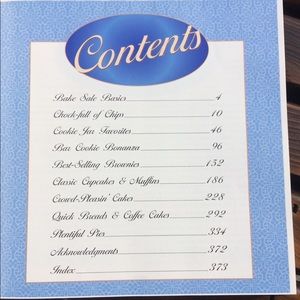 Contents
Bake Sale Basics 4
Chock-full of Chips 10
Cookie Jar Favorites 46
Bar Cookie Bonanza 96
Best-Selling Brownies 152
Classic Cupcakes & Muffins 186
Crowd-Pleasin' Cakes 228
Quick Breads & Coffee Cakes 292
Plentiful Pies 334
Acknowledgments 372
Index 373